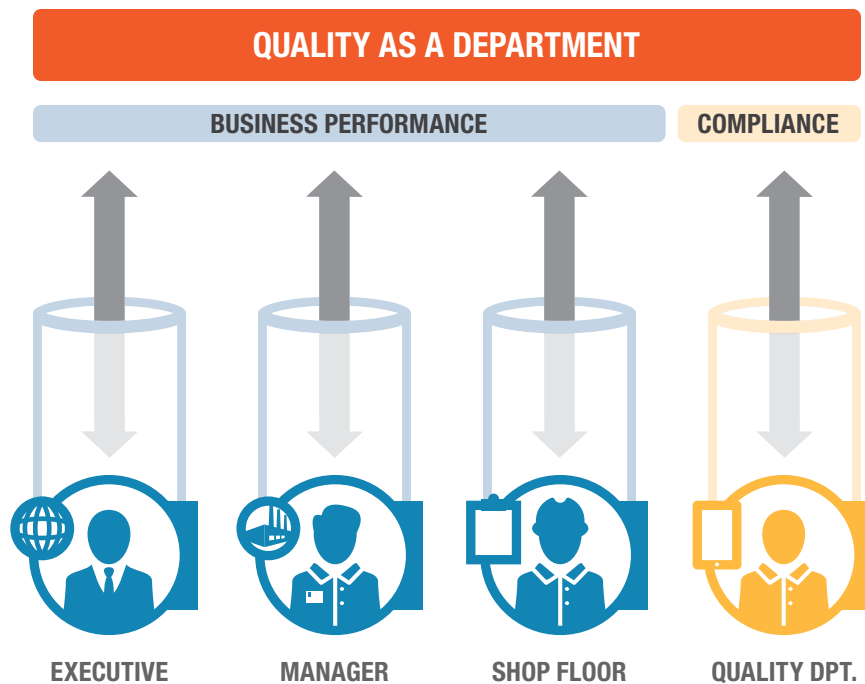 QUALITY AS A DEPARTMENT
BUSINESS PERFORMANCE
COMPLIANCE
EXECUTIVE
MANAGER
SHOP FLOOR
QUALITY DPT.